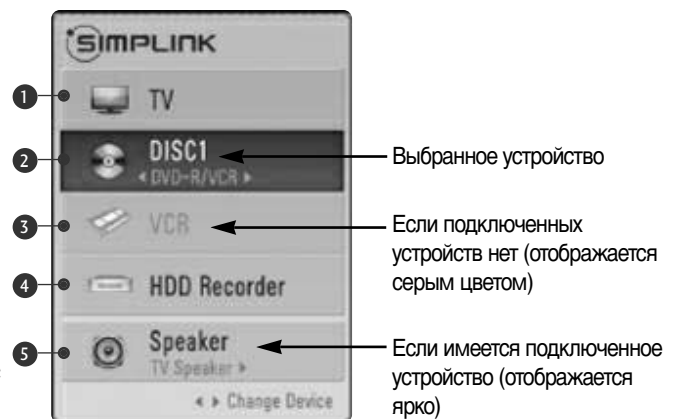 SIMPLINK
1 TV
2 DISC1
◂ DVD-R/VCR ▸
Выбранное устройство
3 VCR
Если подключенных
устройств нет (отображается
серым цветом)
4 HDD Recorder
5 Speaker
TV Speaker ▸
Если имеется подключенное
устройство (отображается
ярко)
◂ ▸ Change Device